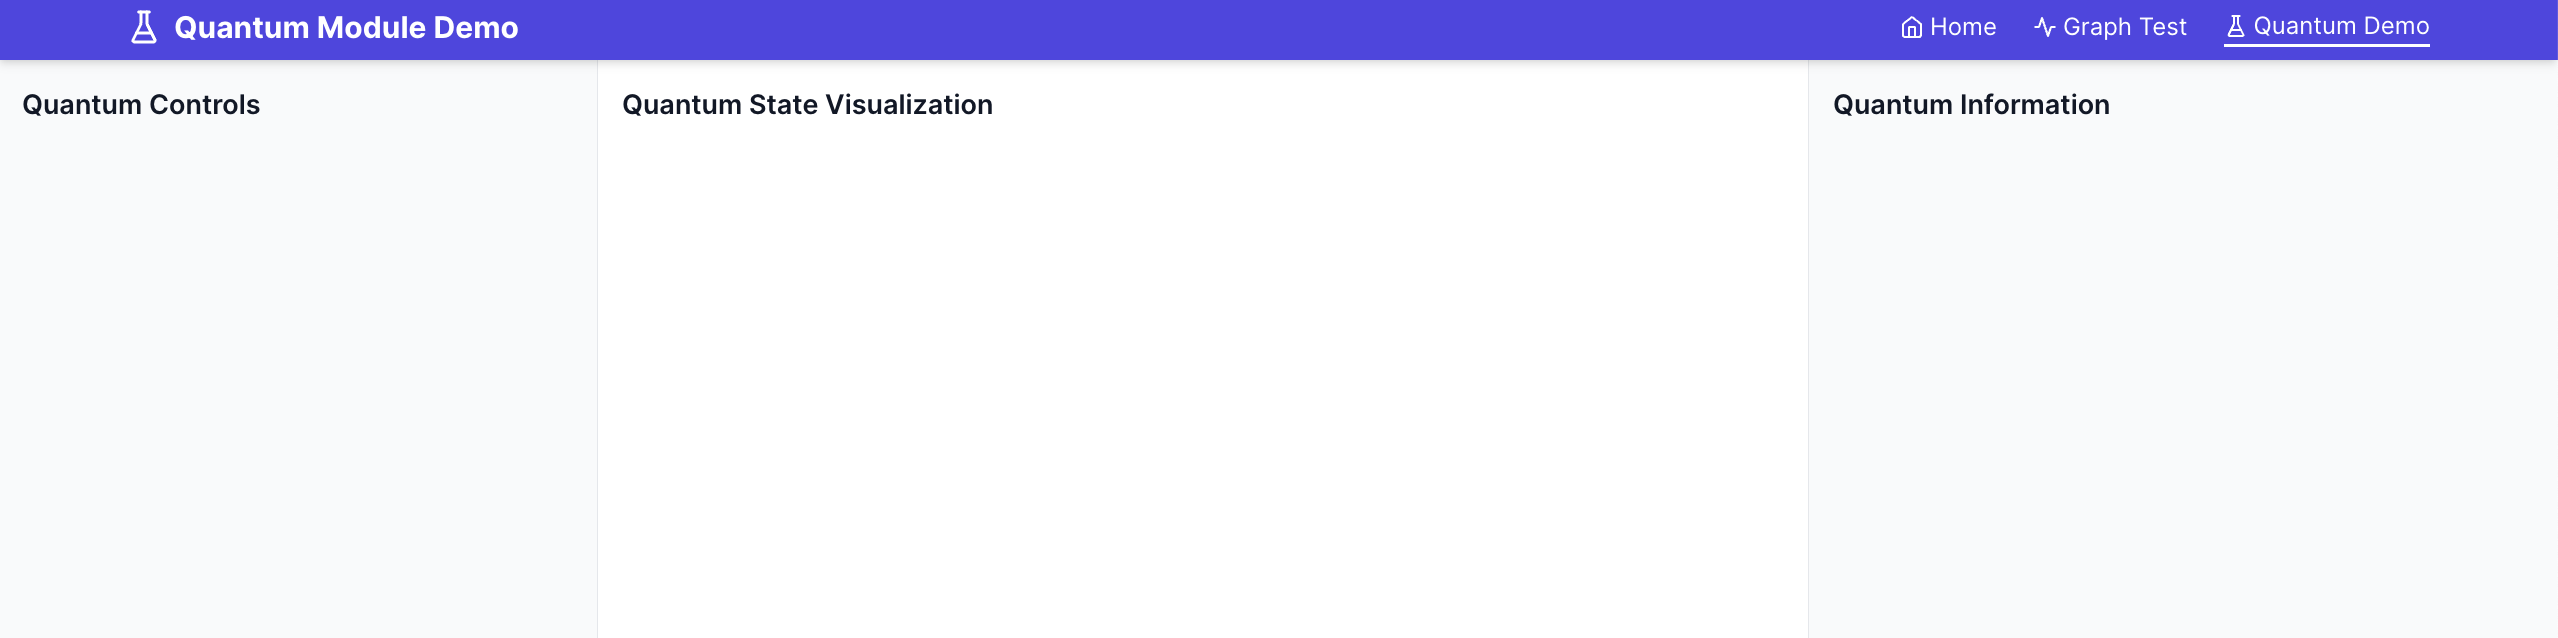 Quantum Module Demo
Home
Graph Test
Quantum Demo
Quantum Controls
Quantum State Visualization
Quantum Information